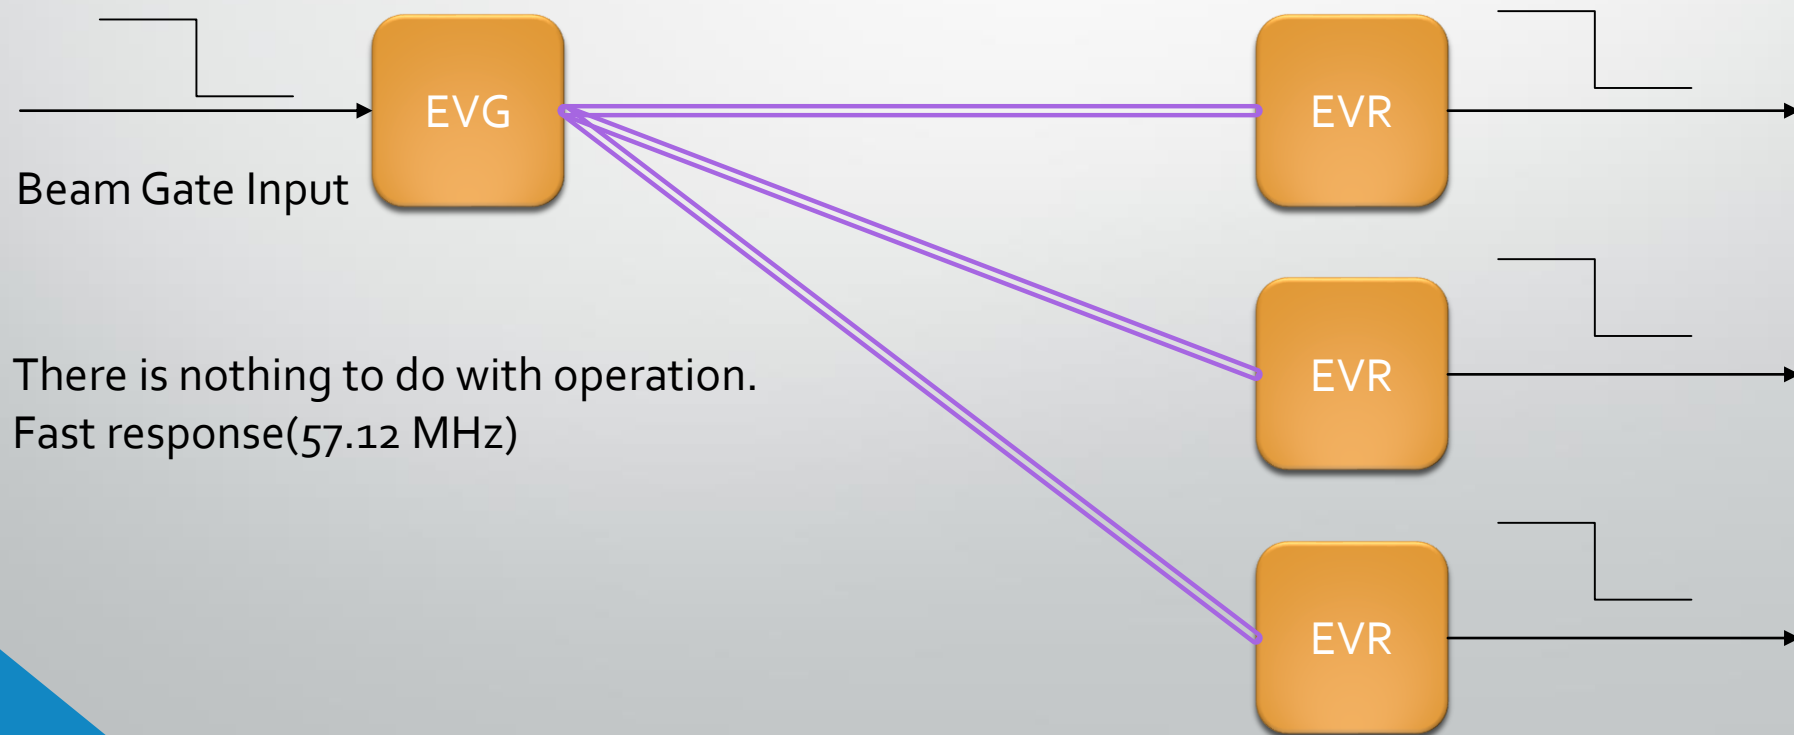 EVG
EVR
Beam Gate Input
There is nothing to do with operation.
EVR
Fast response(57.12 MHz)
EVR